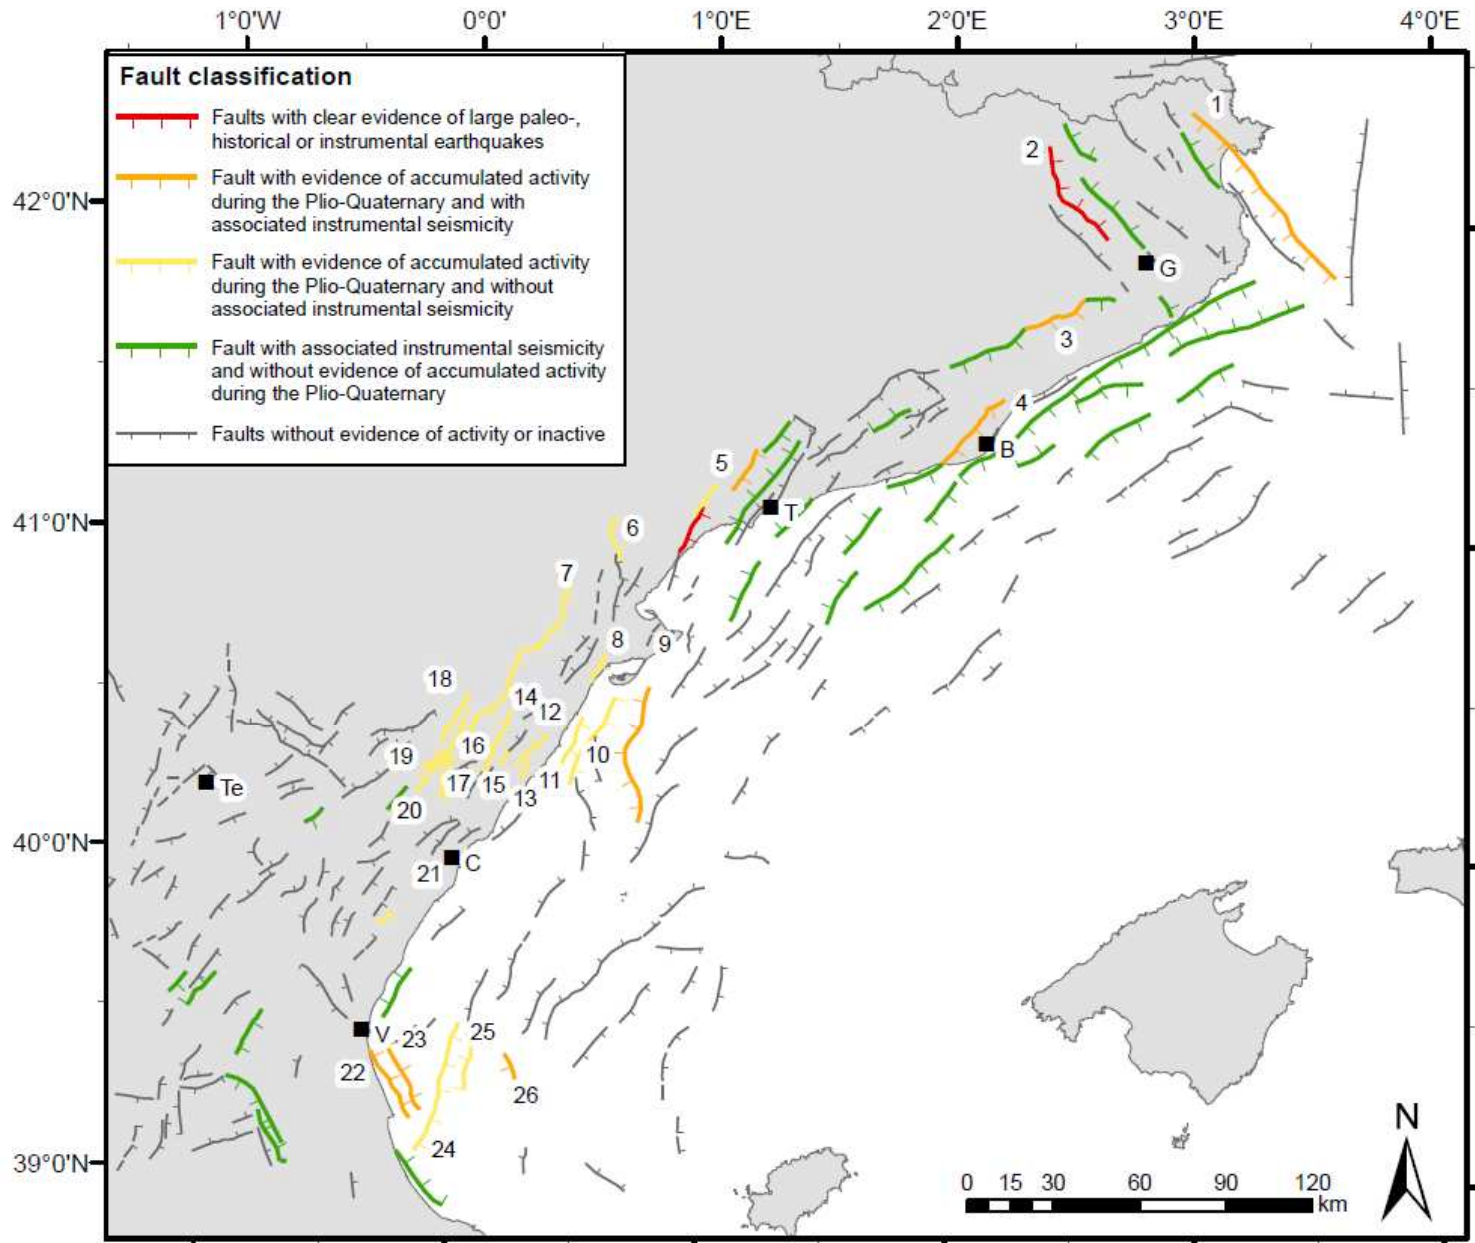 1°0'W 0°0' 1°0'E 2°0'E 3°0'E 4°0'E
Fault classification
Faults with clear evidence of large paleo-,
historical or instrumental earthquakes
Fault with evidence of accumulated activity
during the Plio-Quaternary and with
associated instrumental seismicity
Fault with evidence of accumulated activity
during the Plio-Quaternary and without
associated instrumental seismicity
Fault with associated instrumental seismicity
and without evidence of accumulated activity
during the Plio-Quaternary
Faults without evidence of activity or inactive
1
2
42°0'N
G
3
4
B
5
T
41°0'N
6
7
8 9
18
14
12
16
19 10
17 15 11
Te
13
20
40°0'N
C
21
V 23 25
22
26
24
39°0'N
N
0 15 30 60 90 120
km